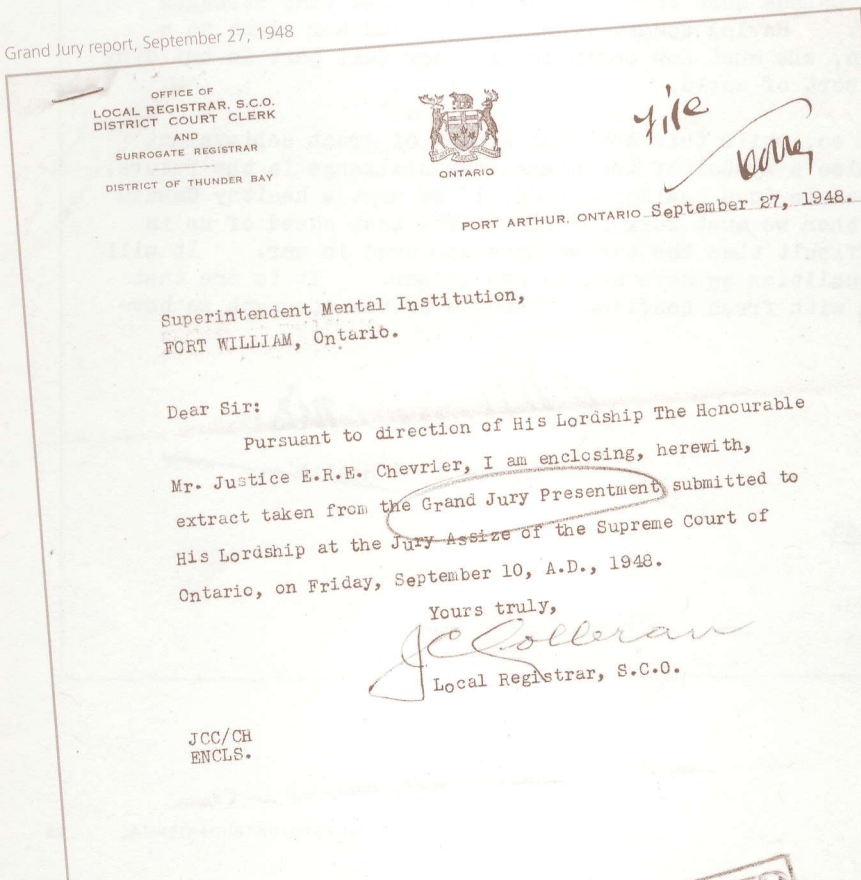 Grand Jury report, September 27, 1948
OFFICE OF
LOCAL REGISTRAR, S.C.O.
DISTRICT COURT CLERK
AND
SURROGATE REGISTRAR
DISTRICT OF THUNDER BAY
ONTARIO
File
PORT ARTHUR, ONTARIO September 27, 1948.
Superintendent Mental Institution,
FORT WILLIAM, Ontario.
Dear Sir:
Pursuant to direction of His Lordship The Honourable
Mr. Justice E.R.E. Chevrier, I am enclosing, herewith,
extract taken from the Grand Jury Presentment submitted to
His Lordship at the Jury Assize of the Supreme Court of
Ontario, on Friday, September 10, A.D., 1948.
Yours truly,
JC Colleran
Local Registrar, S.C.O.
JCC/CH
ENCLS.